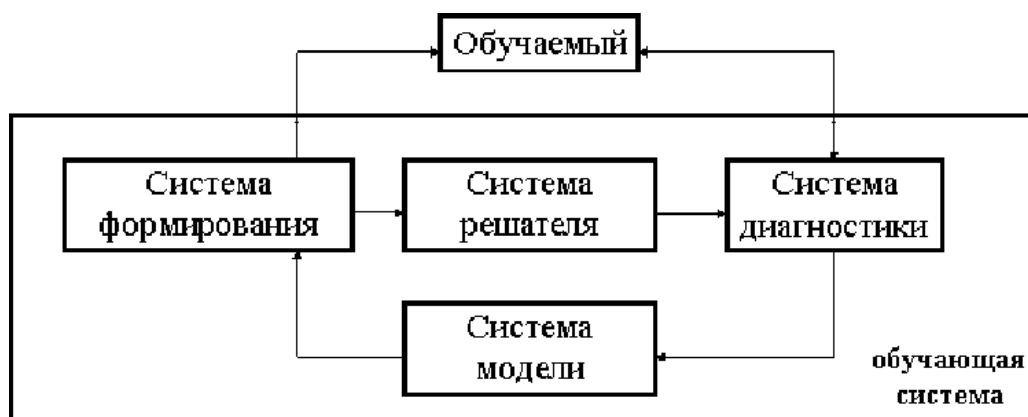 Обучаемый
Система
формирования
Система
решателя
Система
диагностики
Система
модели
обучающая
система